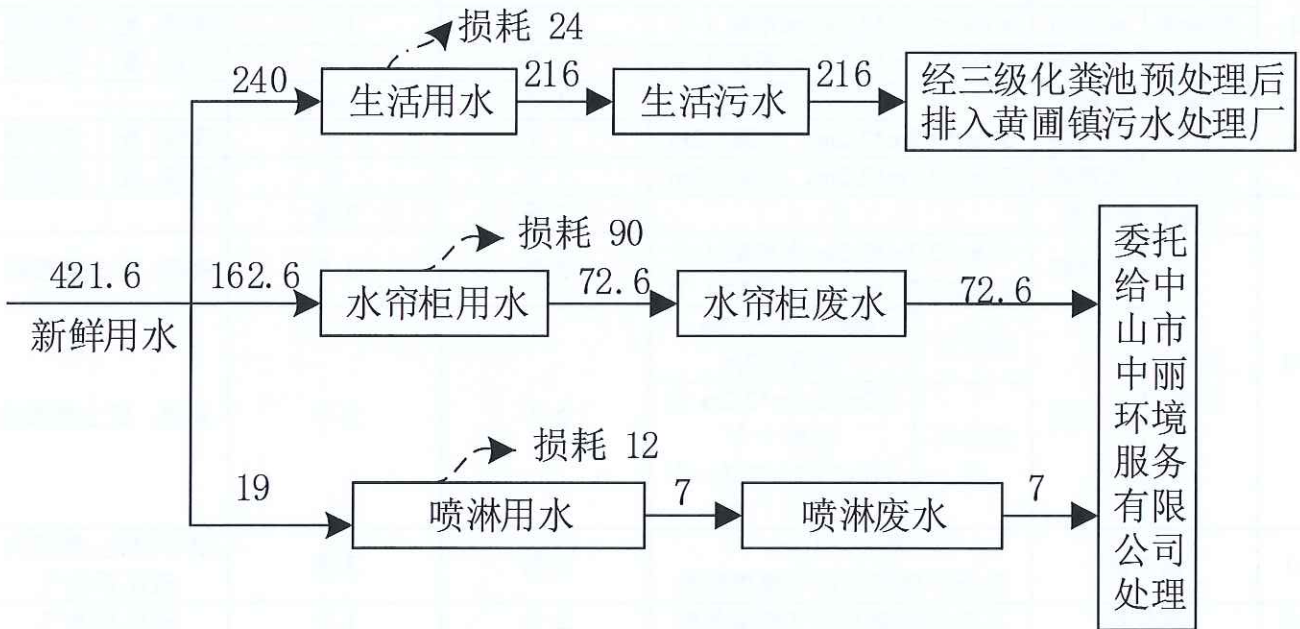 损耗 24
240
生活用水
216
生活污水
216
经三级化粪池预处理后
排入黄圃镇污水处理厂
421.6
新鲜用水
162.6
损耗 90
水帘柜用水
72.6
水帘柜废水
72.6
19
损耗 12
喷淋用水
7
喷淋废水
7
委托
给中
山市
中丽
环境
服务
有限
公司
处理